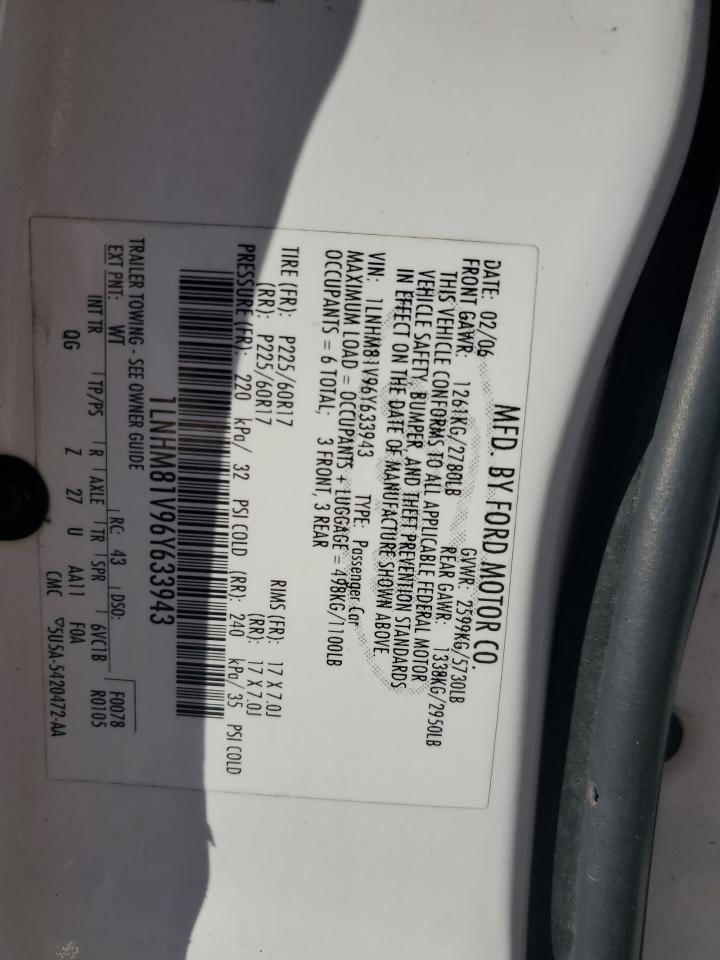 MFD. BY FORD MOTOR CO.
DATE: 02/06 GVWR: 2599KG/5730LB
FRONT GAWR: 1261KG/2780LB REAR GAWR: 1338KG/2950LB
THIS VEHICLE CONFORMS TO ALL APPLICABLE FEDERAL MOTOR
VEHICLE SAFETY, BUMPER, AND THEFT PREVENTION STANDARDS
IN EFFECT ON THE DATE OF MANUFACTURE SHOWN ABOVE.
VIN: 1LNHM81V96Y633943 TYPE: Passenger Car
MAXIMUM LOAD = OCCUPANTS + LUGGAGE = 498KG/1100LB
OCCUPANTS = 6 TOTAL; 3 FRONT, 3 REAR
TIRE (FR): P225/60R17 RIMS (FR): 17 X 7.0J
(RR): P225/60R17 (RR): 17 X 7.0J
PRESSURE (FR): 220 kPa/ 32 PSI COLD (RR): 240 kPa/ 35 PSI COLD
1LNHM81V96Y633943
TRAILER TOWING - SEE OWNER GUIDE
EXT PNT: WT RC: 43 DSO: F0078
INT TR TP/PS R AXLE TR SPR 6VC1B R0105
QG Z 27 U AA11 F0A
CMC ▽5U5A-5420472-AA